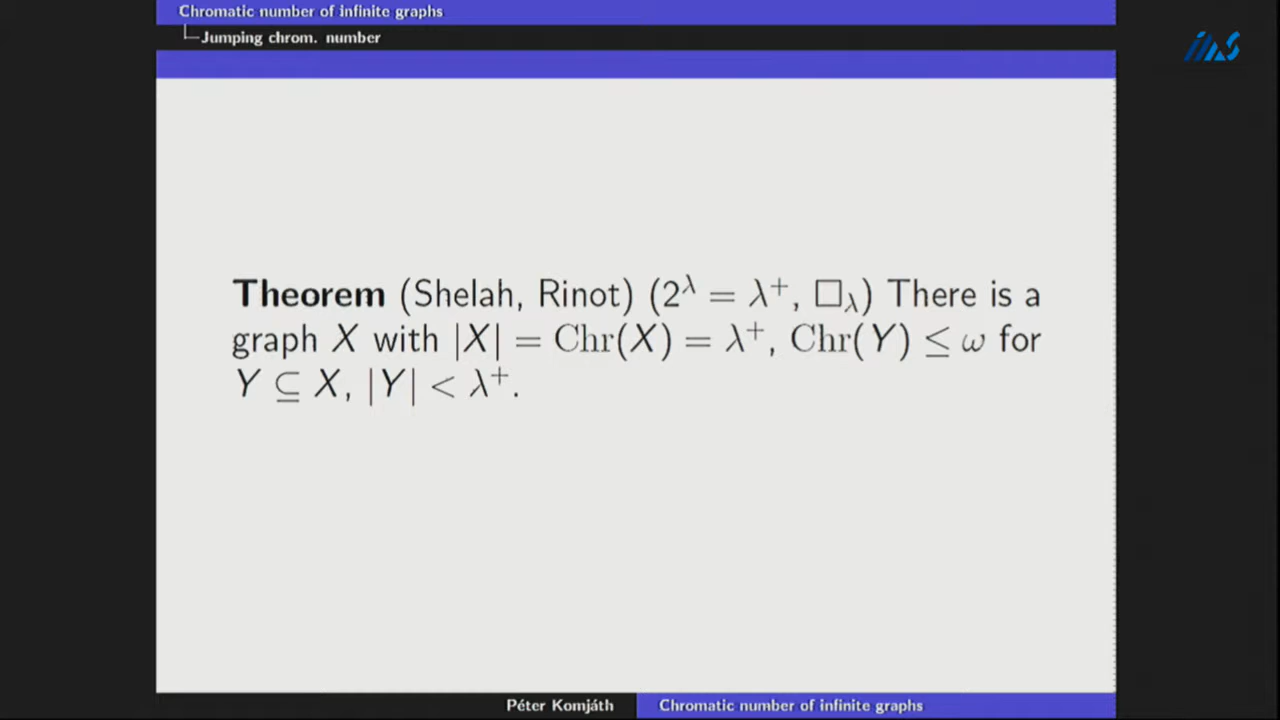 Chromatic number of infinite graphs
Jumping chrom. number
IMS
Theorem (Shelah, Rinot) (2^λ = λ⁺, □_λ) There is a
graph X with |X| = Chr(X) = λ⁺, Chr(Y) ≤ ω for
Y ⊆ X, |Y| < λ⁺.
Péter Komjáth
Chromatic number of infinite graphs